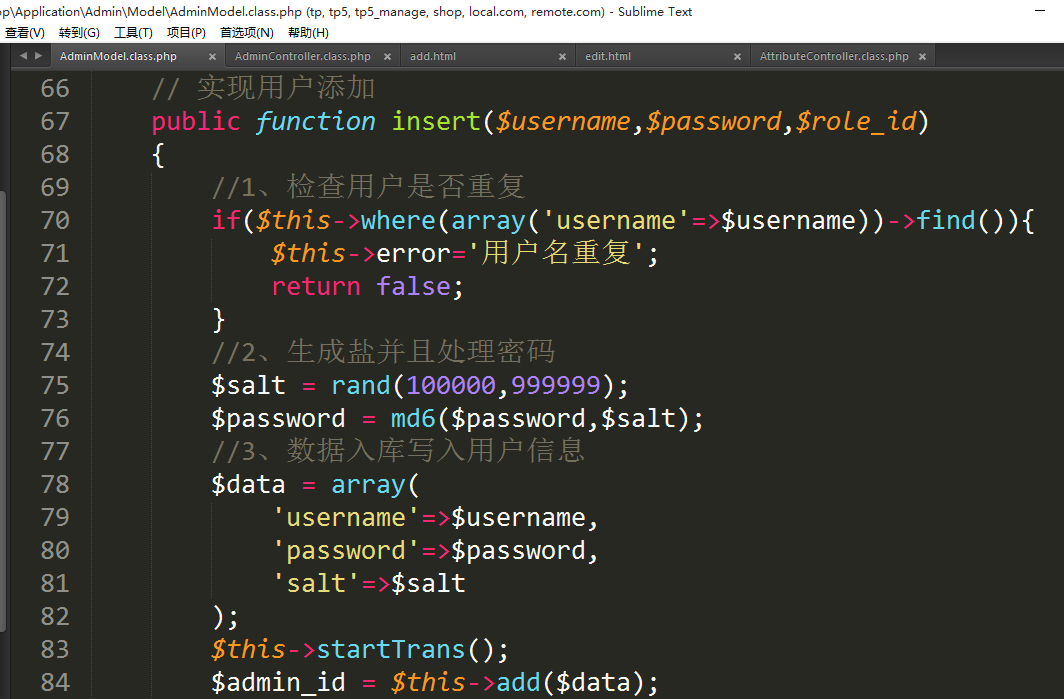 op\Application\Admin\Model\AdminModel.class.php (tp, tp5, tp5_manage, shop, local.com, remote.com) - Sublime Text
查看(V) 转到(G) 工具(T) 项目(P) 首选项(N) 帮助(H)
AdminModel.class.php × AdminController.class.php × add.html × edit.html × AttributeController.class.php ×
66 // 实现用户添加
67 public function insert($username,$password,$role_id)
68 {
69 //1、检查用户是否重复
70 if($this->where(array('username'=>$username))->find()){
71 $this->error='用户名重复';
72 return false;
73 }
74 //2、生成盐并且处理密码
75 $salt = rand(100000,999999);
76 $password = md6($password,$salt);
77 //3、数据入库写入用户信息
78 $data = array(
79 'username'=>$username,
80 'password'=>$password,
81 'salt'=>$salt
82 );
83 $this->startTrans();
84 $admin_id = $this->add($data);